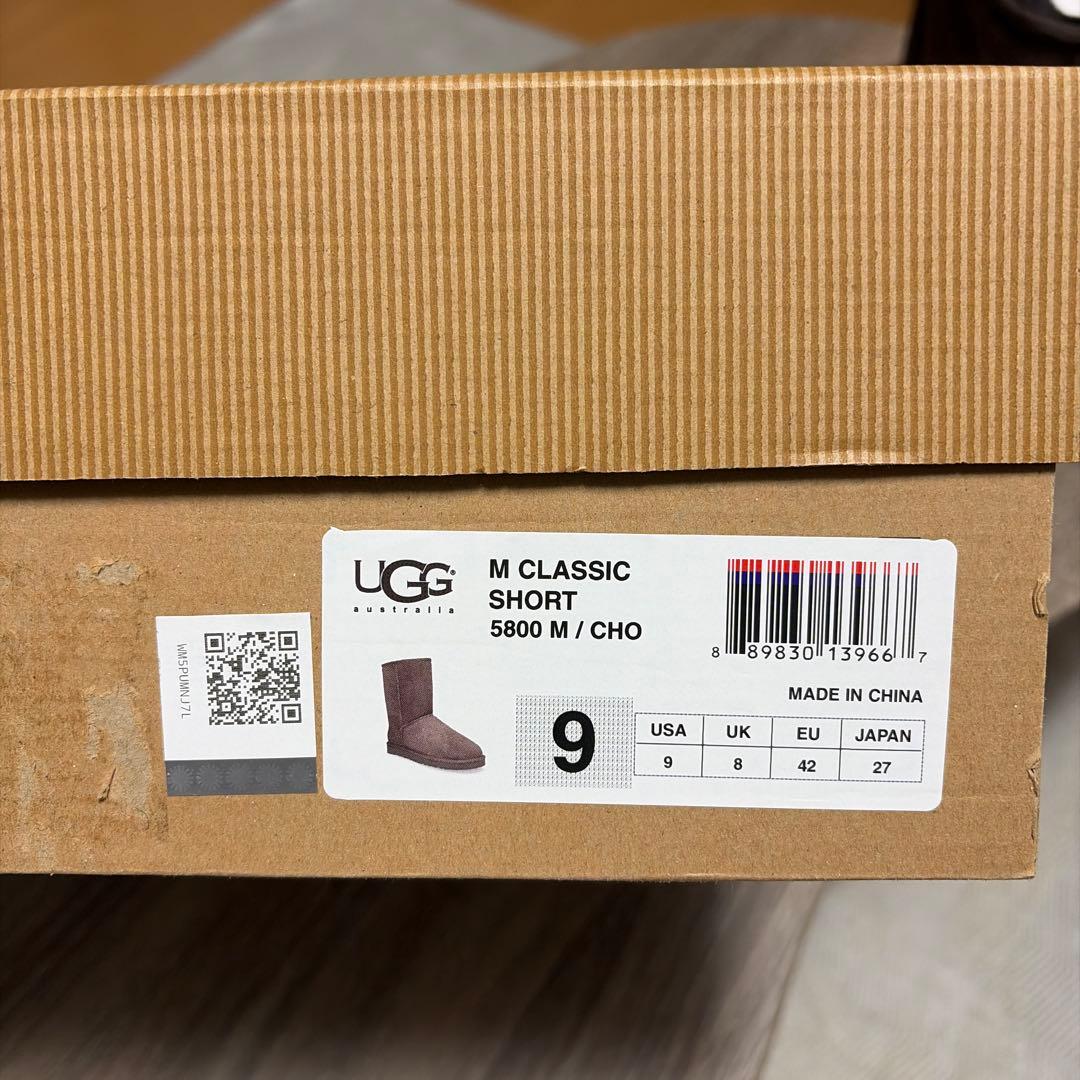 WM5PUMNJ7L
UGG®
australia
M CLASSIC
SHORT
5800 M / CHO
8 89830 13966 7
MADE IN CHINA
9
USA UK EU JAPAN
9 8 42 27